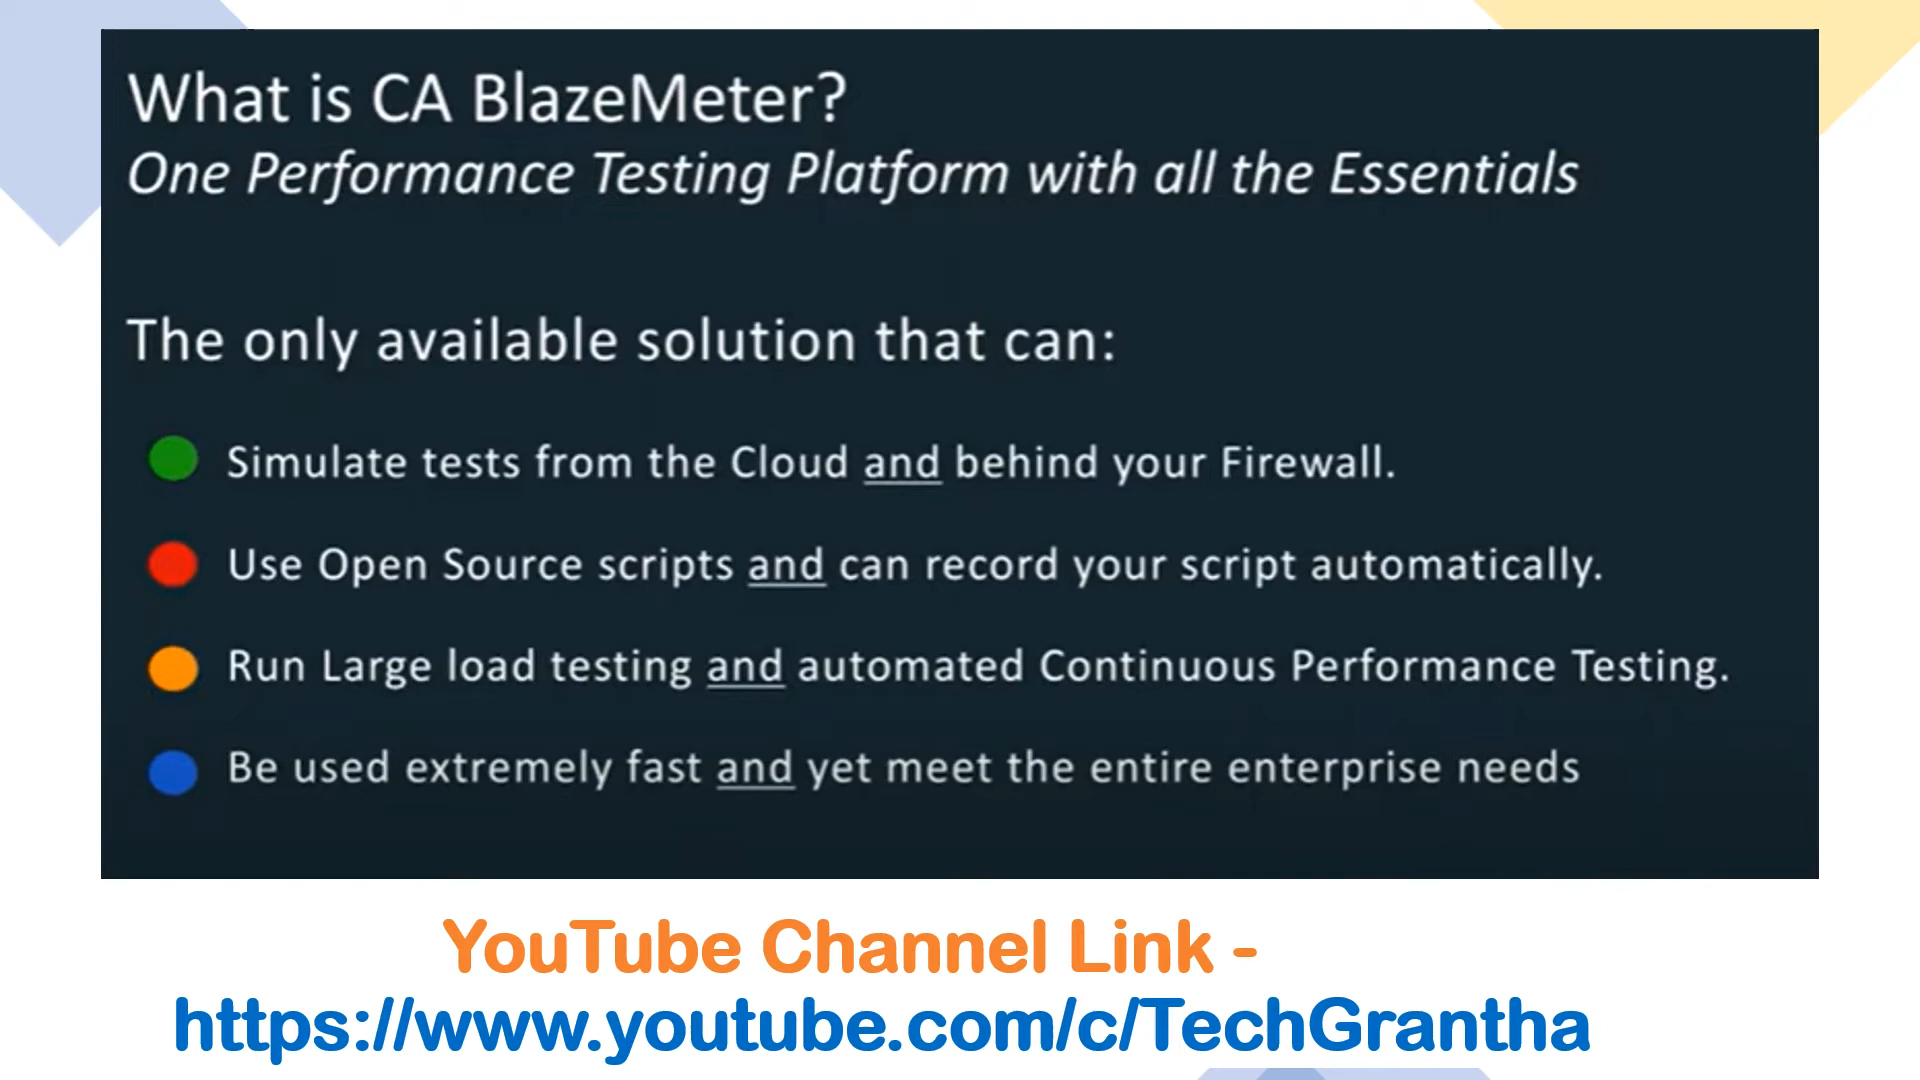 What is CA BlazeMeter?
One Performance Testing Platform with all the Essentials
The only available solution that can:
Simulate tests from the Cloud and behind your Firewall.
Use Open Source scripts and can record your script automatically.
Run Large load testing and automated Continuous Performance Testing.
Be used extremely fast and yet meet the entire enterprise needs
YouTube Channel Link -
https://www.youtube.com/c/TechGrantha